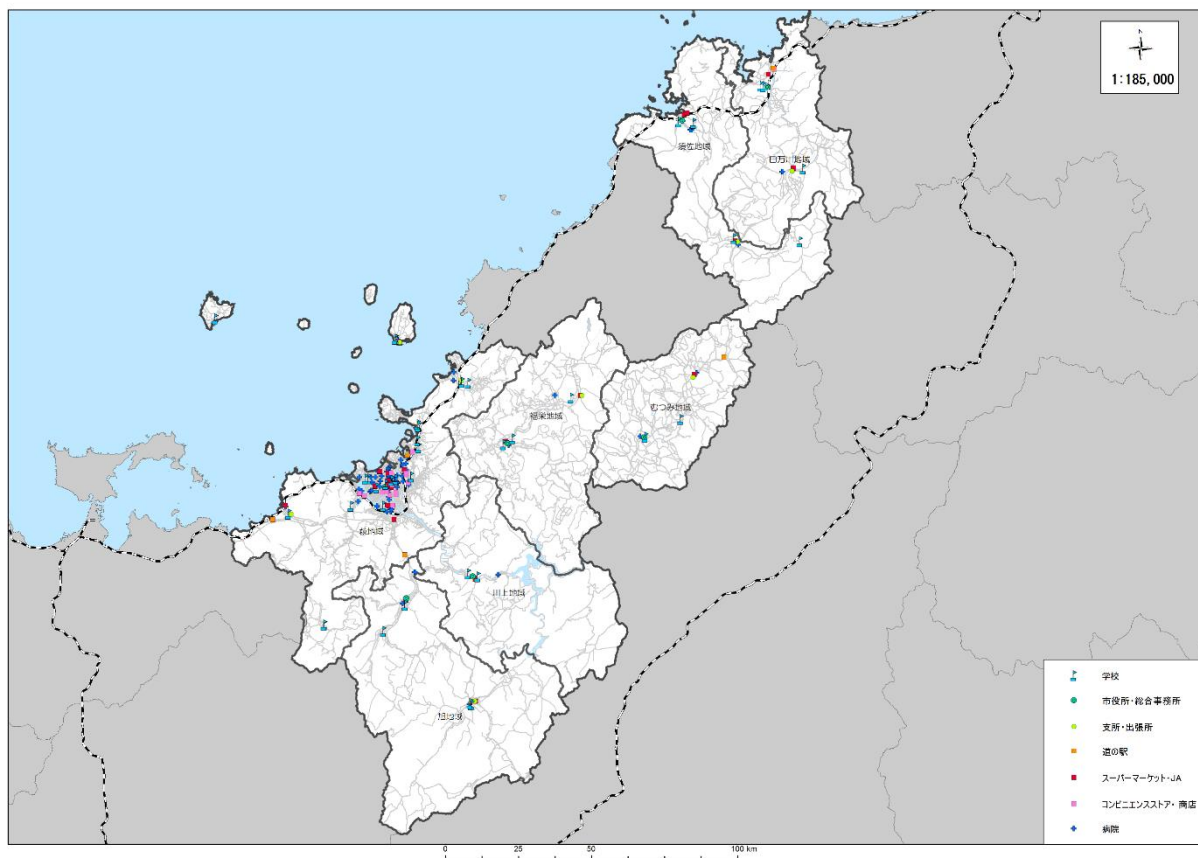 N
1:185,000
須佐地域
田万川地域
福栄地域
むつみ地域
萩地域
川上地域
旭地域
学校
市役所・総合事務所
支所・出張所
道の駅
スーパーマーケット・JA
コンビニエンスストア・商店
病院
0 25 50 100 km